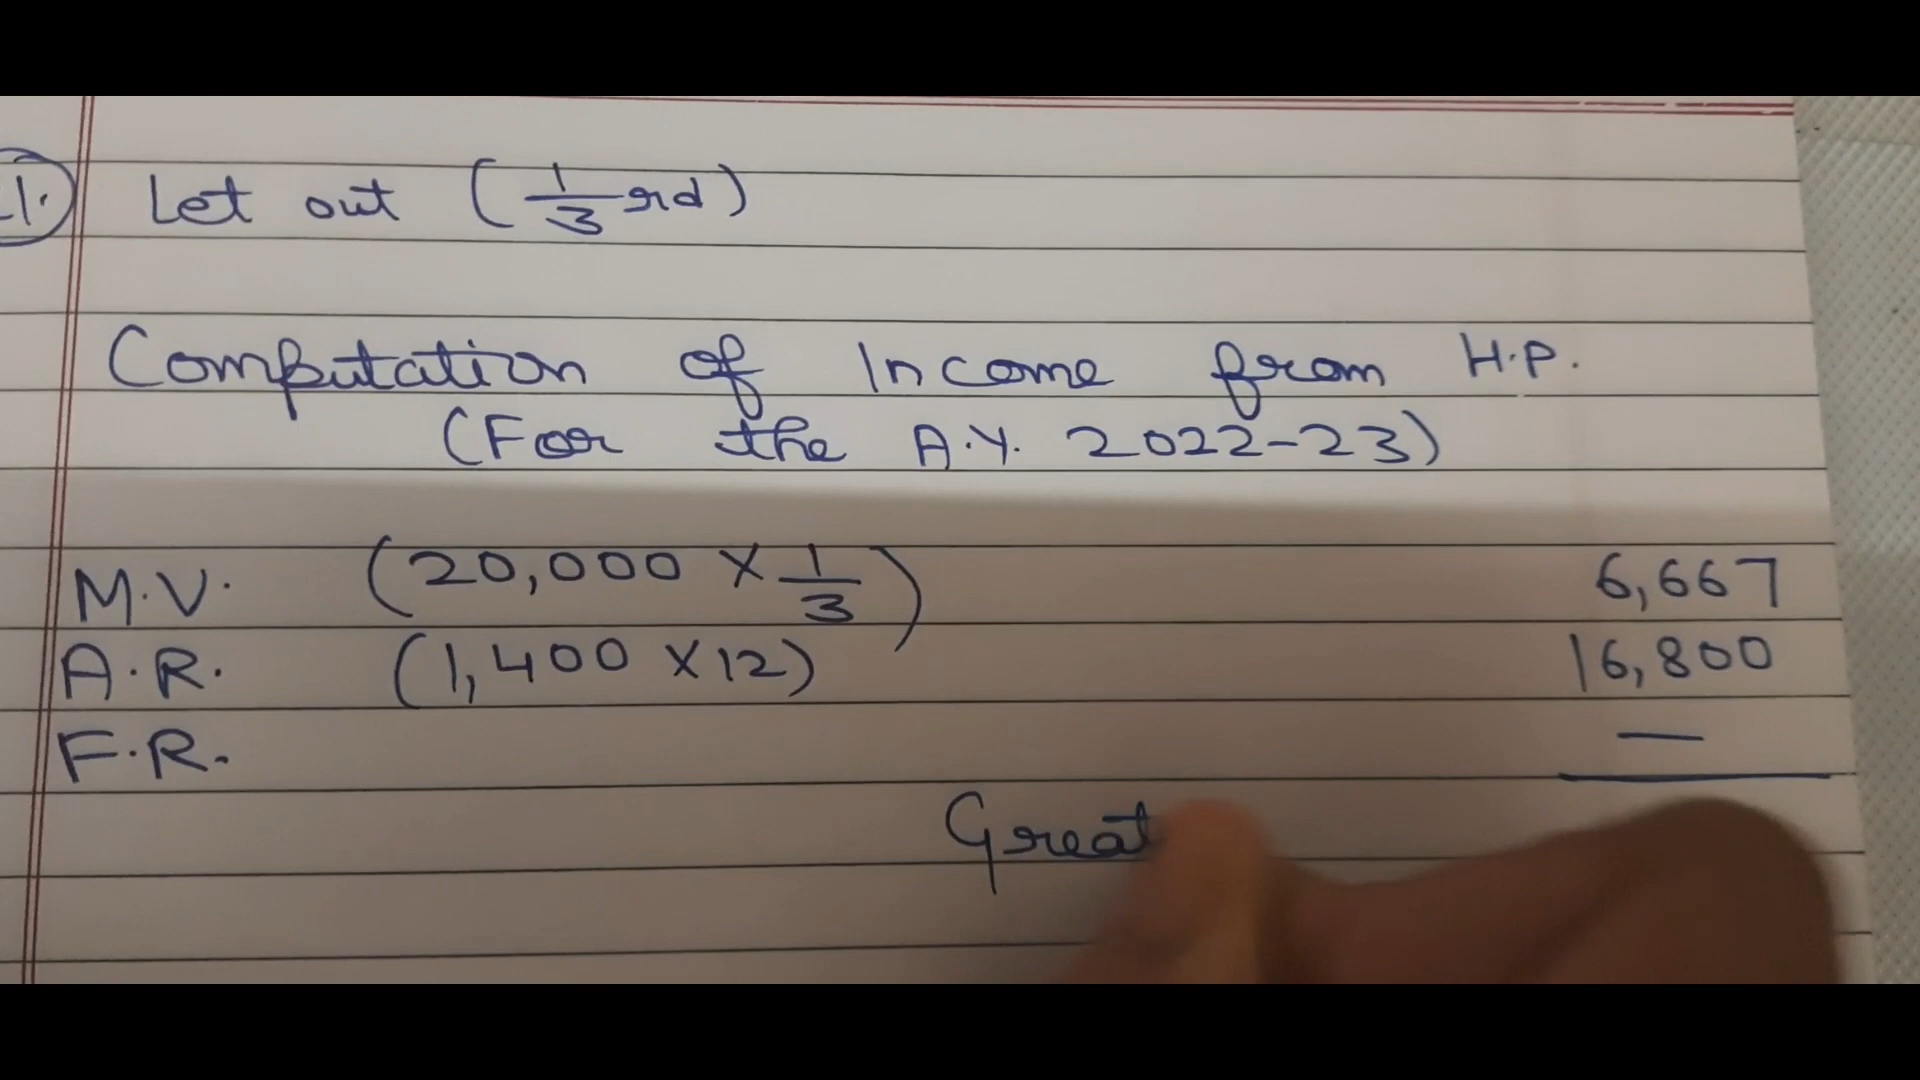 1. Let out (1/3rd)
Computation of Income from H.P.
(For the A.Y. 2022-23)
M.V. (20,000 X 1/3) 6,667
A.R. (1,400 X 12) 16,800
F.R. —
Great